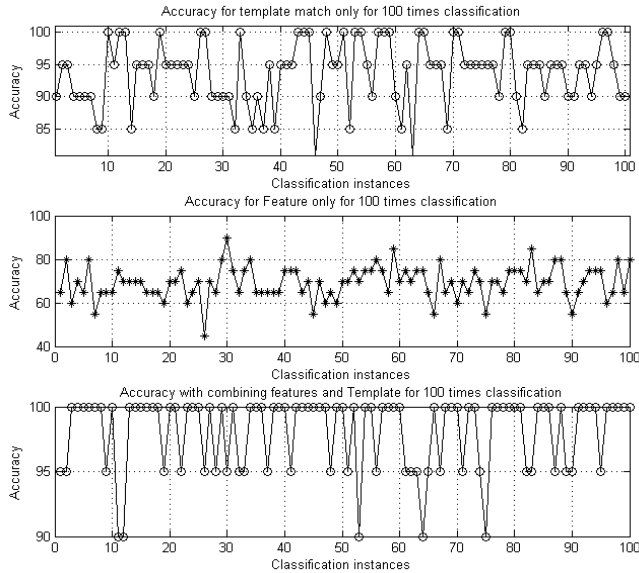 Accuracy for template match only for 100 times classification
100
95
90
85
Accuracy
10 20 30 40 50 60 70 80 90 100
Classification instances
Accuracy for Feature only for 100 times classification
100
80
60
40
Accuracy
0 10 20 30 40 50 60 70 80 90 100
Classification instances
Accuracy with combining features and Template for 100 times classification
100
95
90
Accuracy
0 10 20 30 40 50 60 70 80 90 100
Classification instances